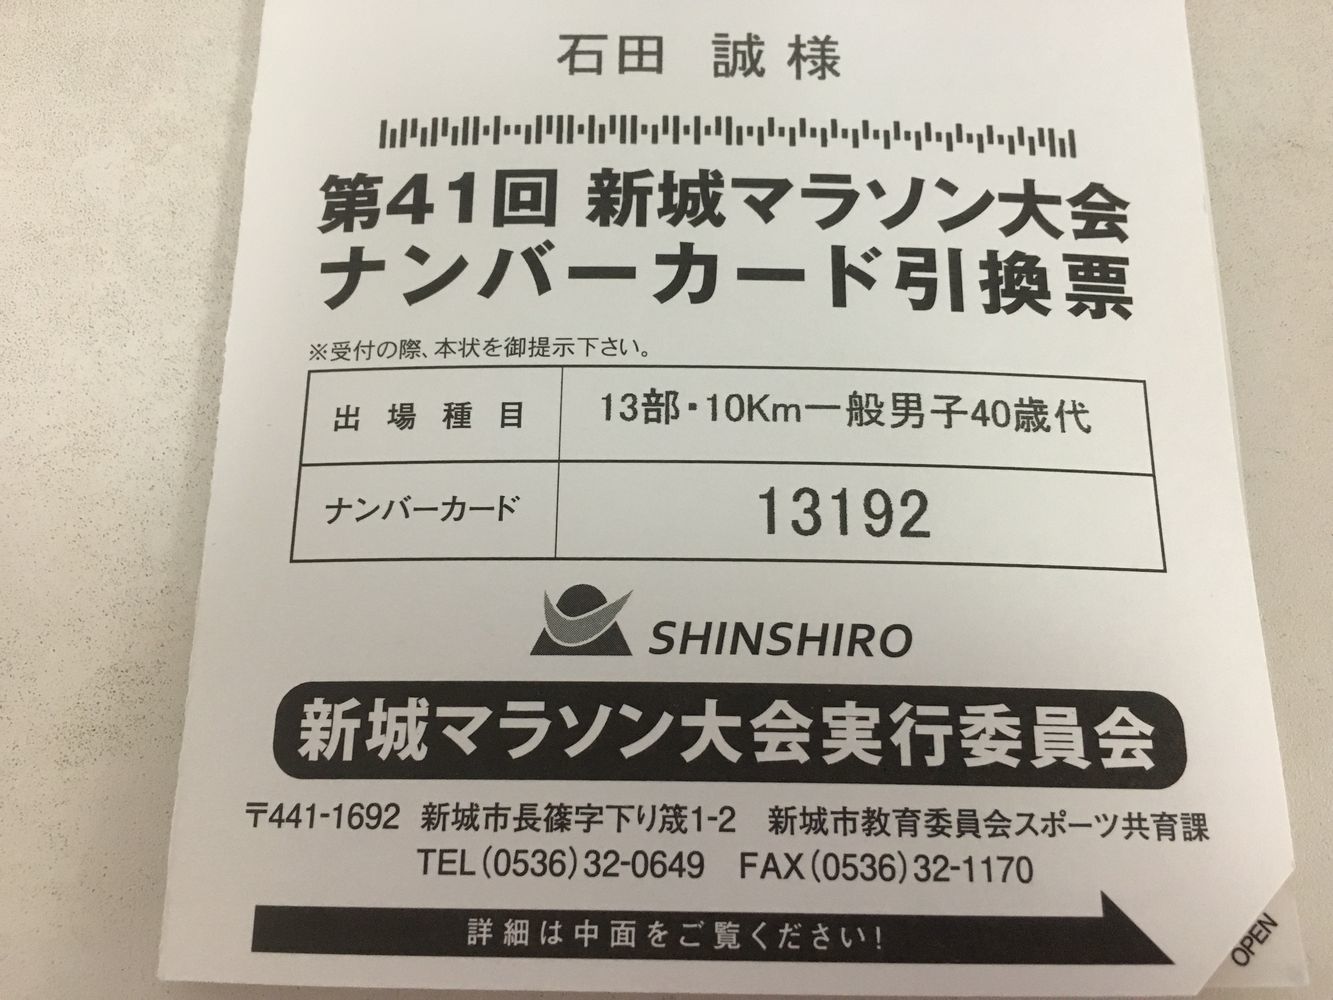 石田 誠 様
第41回 新城マラソン大会
ナンバーカード引換票
※受付の際、本状を御提示下さい。
出場種目 13部・10Km一般男子40歳代
ナンバーカード 13192
SHINSHIRO
新城マラソン大会実行委員会
〒441-1692 新城市長篠字下り筬1-2 新城市教育委員会スポーツ共育課
TEL(0536)32-0649 FAX(0536)32-1170
詳細は中面をご覧ください!
OPEN